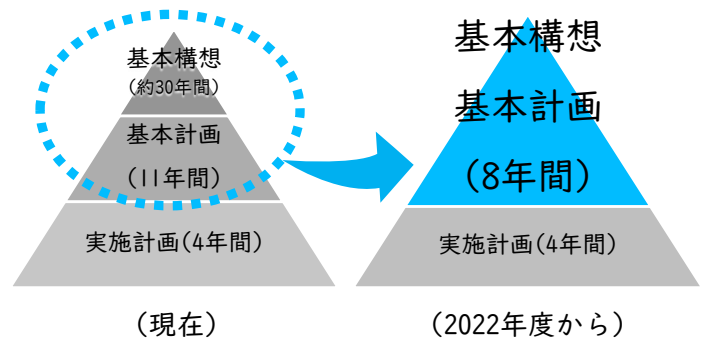 基本構想
(約30年間)
基本計画
(11年間)
実施計画(4年間)
(現在)
基本構想
基本計画
(8年間)
実施計画(4年間)
(2022年度から)